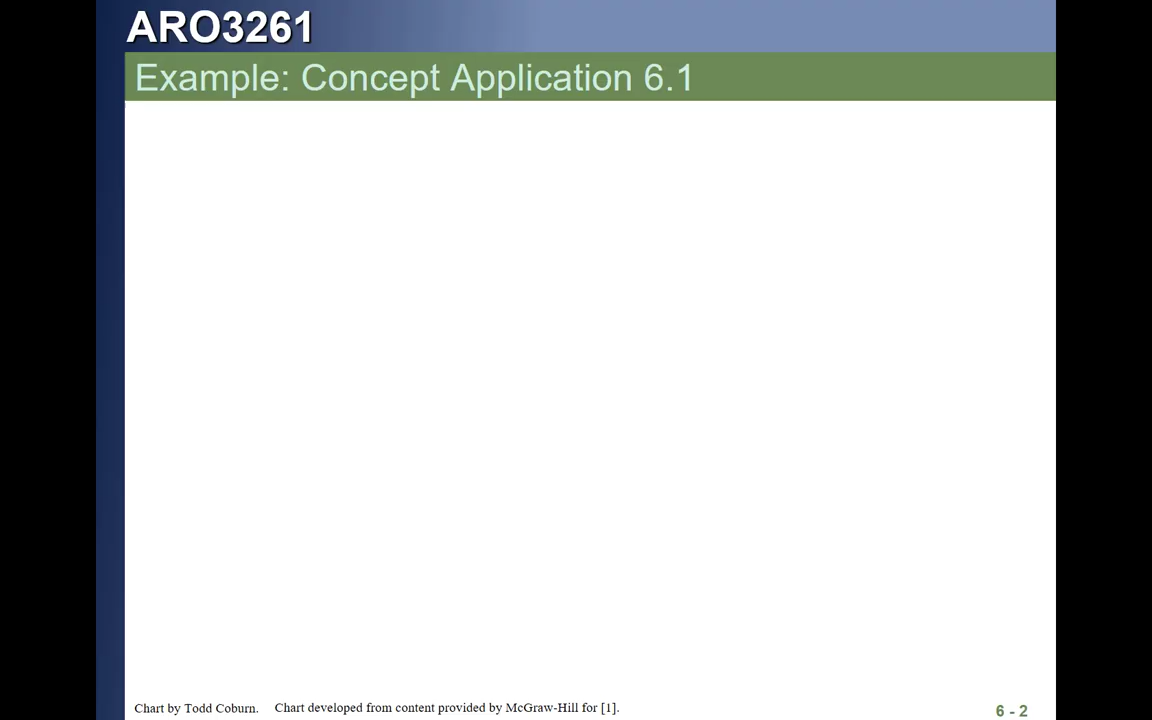 ARO3261
Example: Concept Application 6.1
Chart by Todd Coburn. Chart developed from content provided by McGraw-Hill for [1].
6 - 2